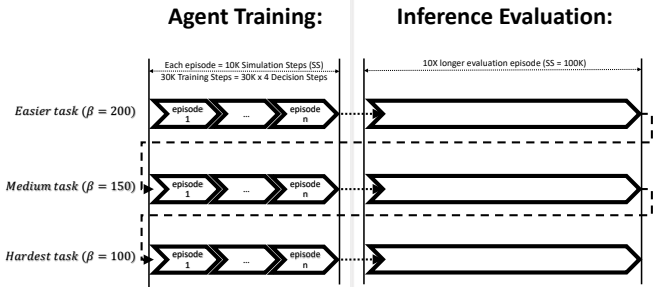 Agent Training:
Inference Evaluation:
Each episode = 10K Simulation Steps (SS)
30K Training Steps = 30K x 4 Decision Steps
10X longer evaluation episode (SS = 100K)
Easier task (β = 200)
episode
1
...
episode
n
Medium task (β = 150)
episode
1
...
episode
n
Hardest task (β = 100)
episode
1
...
episode
n